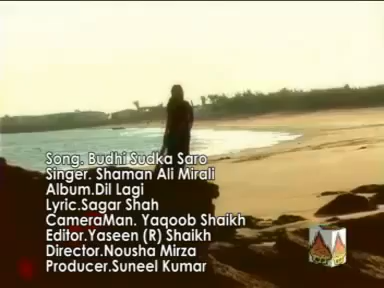 Song. Budhi Sudka Saro
Singer. Shaman Ali Mirali
Album.Dil Lagi
Lyric.Sagar Shah
CameraMan. Yaqoob Shaikh
Editor.Yaseen (R) Shaikh
Director.Nousha Mirza
Producer.Suneel Kumar